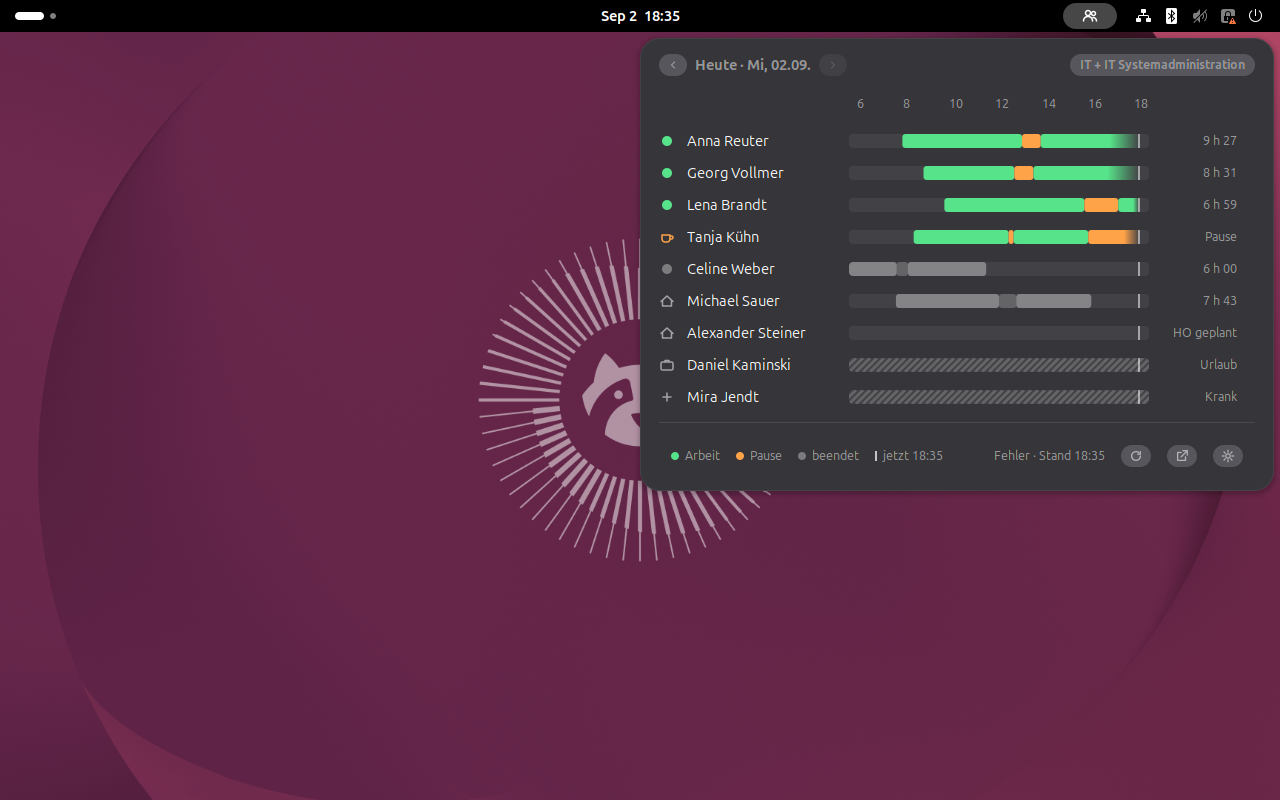 Sep 2 18:35
Heute · Mi, 02.09.
IT + IT Systemadministration
6 8 10 12 14 16 18
Anna Reuter 9 h 27
Georg Vollmer 8 h 31
Lena Brandt 6 h 59
Tanja Kühn Pause
Celine Weber 6 h 00
Michael Sauer 7 h 43
Alexander Steiner HO geplant
Daniel Kaminski Urlaub
Mira Jendt Krank
Arbeit Pause beendet jetzt 18:35 Fehler · Stand 18:35